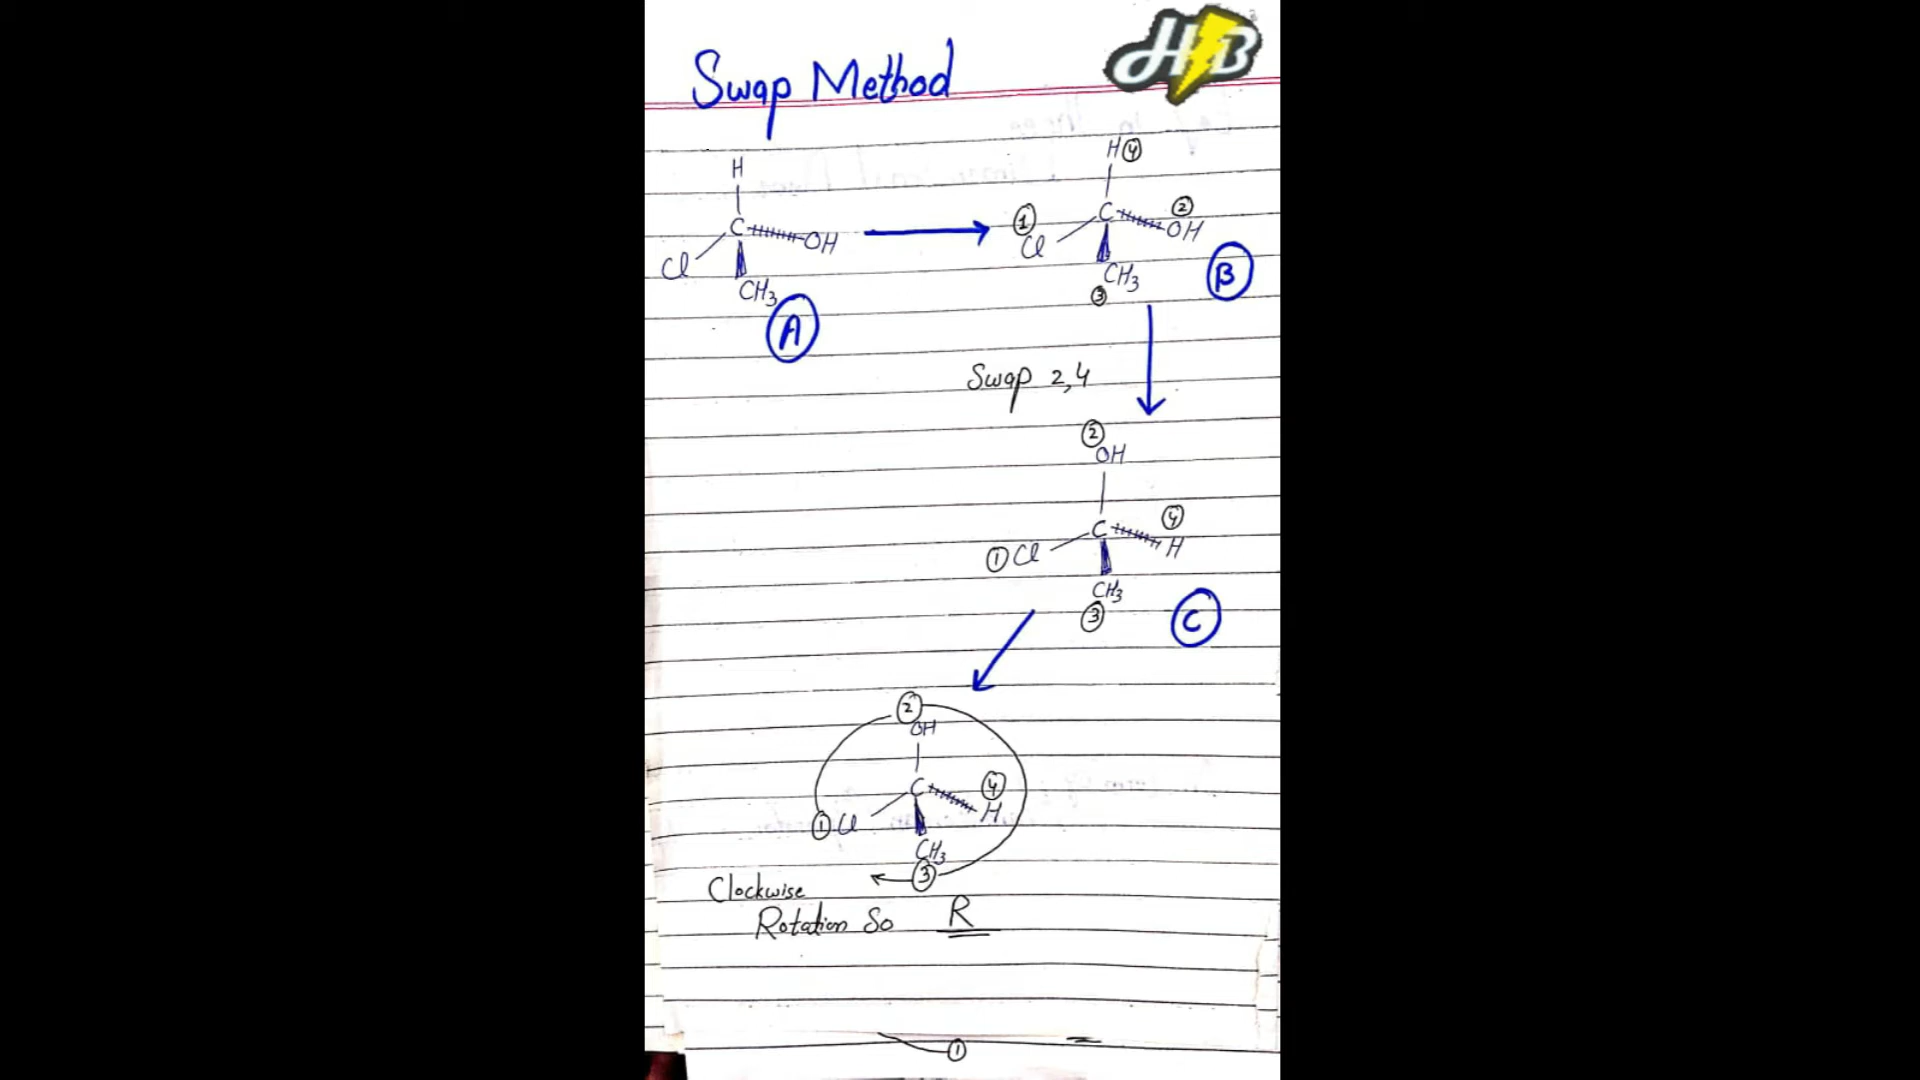 HB
Swap Method
H
C
OH
Cl
CH3
A
H 4
1
2
C
Cl
OH
CH3
3
B
Swap 2,4
2
OH
C
4
1 Cl
H
CH3
3
C
2
OH
C
4
1 Cl
H
CH3
3
Clockwise
Rotation So R
1